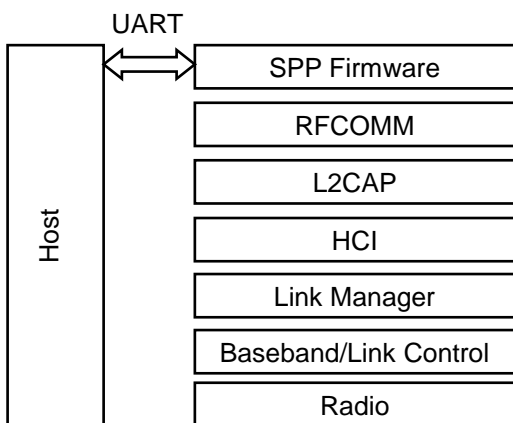 UART
SPP Firmware
RFCOMM
L2CAP
HCI
Host
Link Manager
Baseband/Link Control
Radio